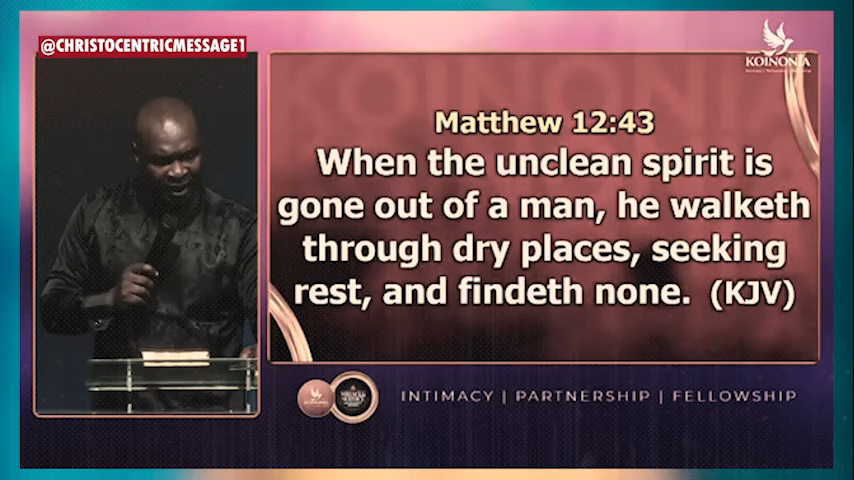 @CHRISTOCENTRICMESSAGE1
KOINONIA
Matthew 12:43
When the unclean spirit is
gone out of a man, he walketh
through dry places, seeking
rest, and findeth none. (KJV)
INTIMACY | PARTNERSHIP | FELLOWSHIP